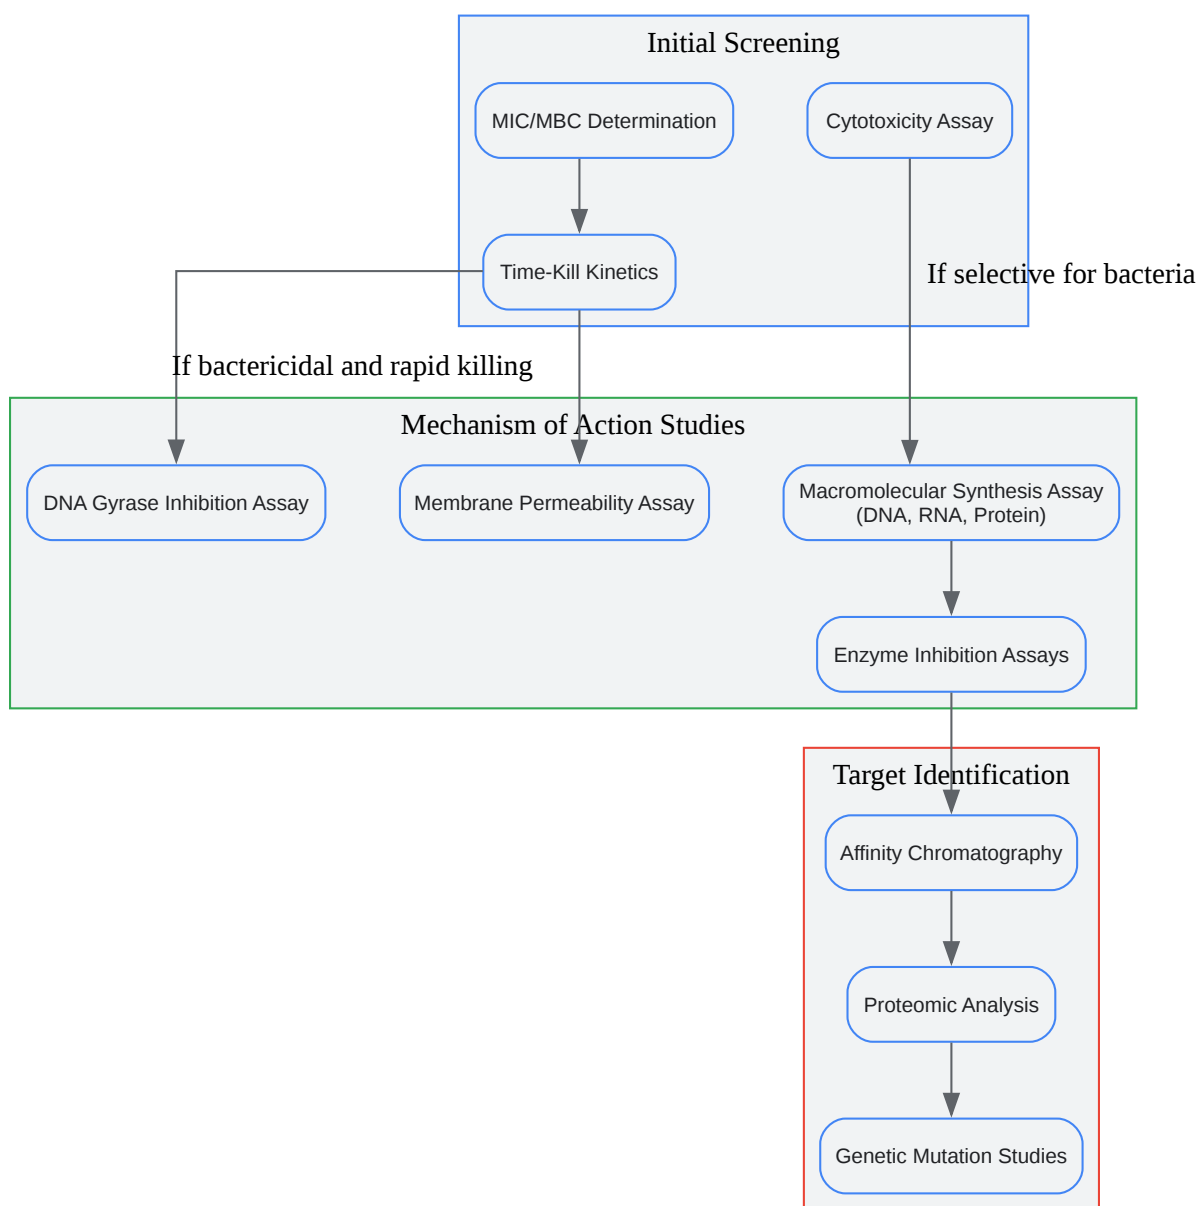 Initial Screening
MIC/MBC Determination
Cytotoxicity Assay
Time-Kill Kinetics
If selective for bacteria
If bactericidal and rapid killing
Mechanism of Action Studies
DNA Gyrase Inhibition Assay
Membrane Permeability Assay
Macromolecular Synthesis Assay
(DNA, RNA, Protein)
Enzyme Inhibition Assays
Target Identification
Affinity Chromatography
Proteomic Analysis
Genetic Mutation Studies